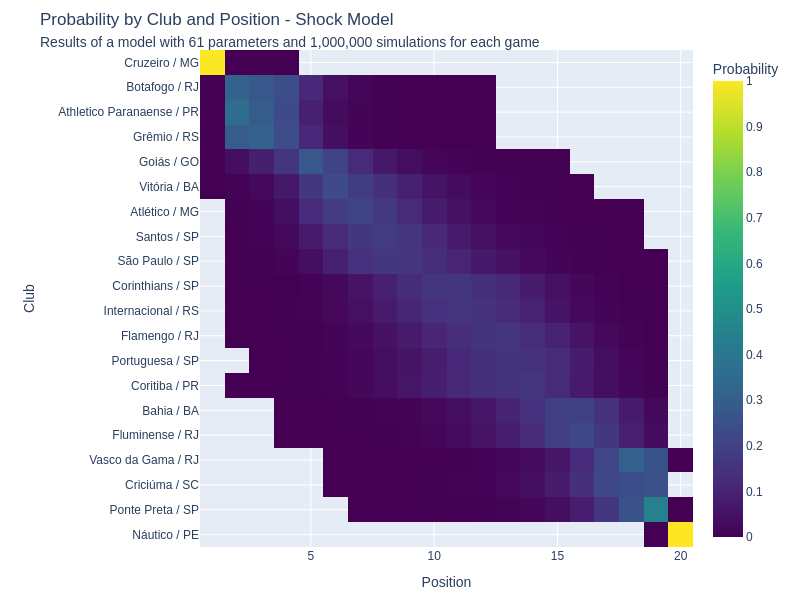 Probability by Club and Position - Shock Model
Results of a model with 61 parameters and 1,000,000 simulations for each game
Probability
Cruzeiro / MG
Botafogo / RJ
Athletico Paranaense / PR
Grêmio / RS
Goiás / GO
Vitória / BA
Atlético / MG
Santos / SP
São Paulo / SP
Corinthians / SP
Internacional / RS
Flamengo / RJ
Portuguesa / SP
Coritiba / PR
Bahia / BA
Fluminense / RJ
Vasco da Gama / RJ
Criciúma / SC
Ponte Preta / SP
Náutico / PE
Club
5 10 15 20
Position
1
0.9
0.8
0.7
0.6
0.5
0.4
0.3
0.2
0.1
0